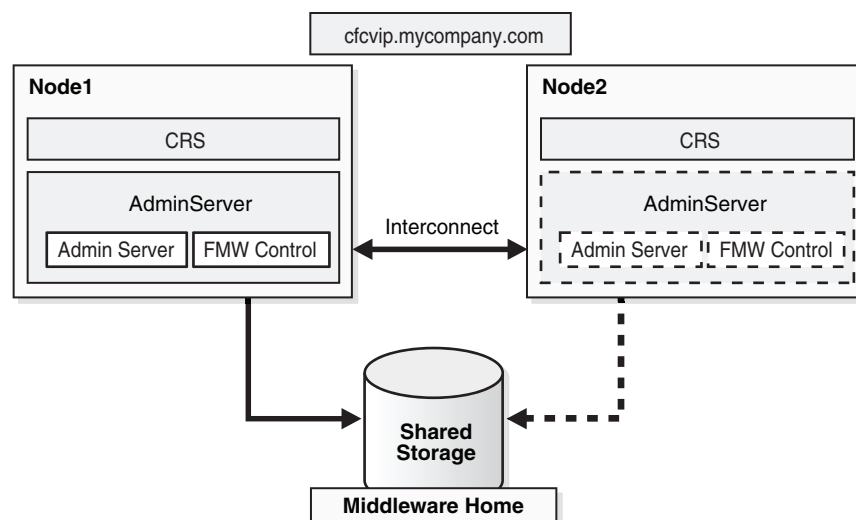 cfcvip.mycompany.com
Node1
CRS
AdminServer
Admin Server
FMW Control
Interconnect
Node2
CRS
AdminServer
Admin Server
FMW Control
Shared
Storage
Middleware Home